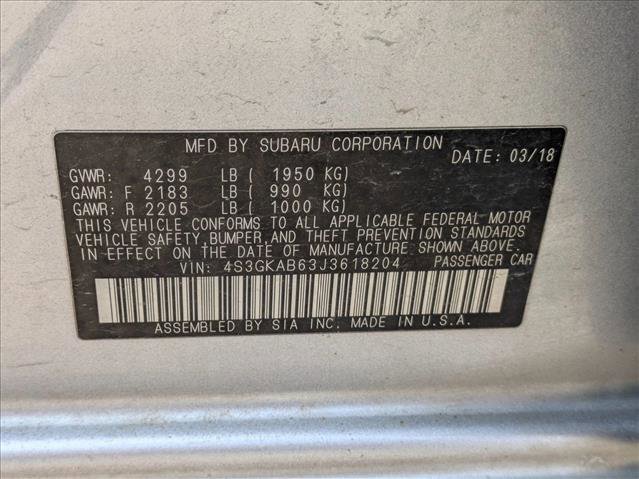 MFD BY SUBARU CORPORATION DATE: 03/18
GVWR: 4299 LB ( 1950 KG)
GAWR: F 2183 LB ( 990 KG)
GAWR: R 2205 LB ( 1000 KG)
THIS VEHICLE CONFORMS TO ALL APPLICABLE FEDERAL MOTOR
VEHICLE SAFETY, BUMPER, AND THEFT PREVENTION STANDARDS
IN EFFECT ON THE DATE OF MANUFACTURE SHOWN ABOVE.
VIN: 4S3GKAB63J3618204 PASSENGER CAR
ASSEMBLED BY SIA INC. MADE IN U.S.A.